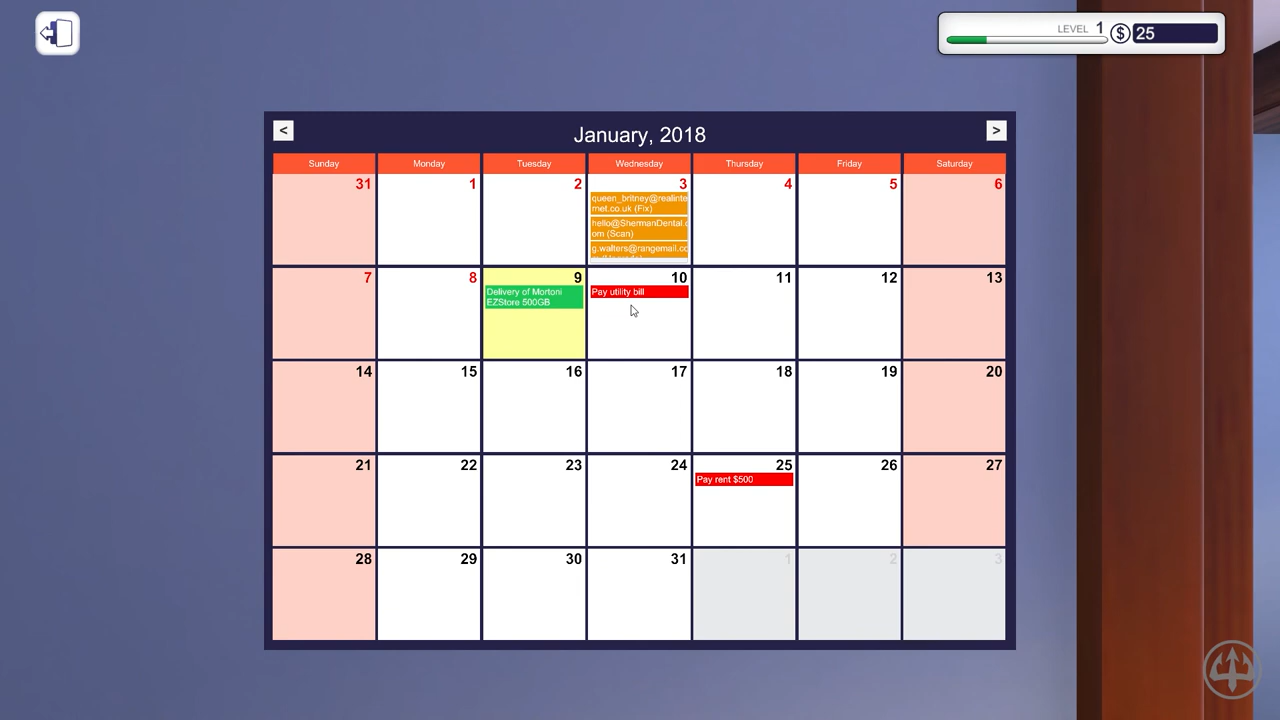 LEVEL 1
$ 25
< January, 2018 >
Sunday Monday Tuesday Wednesday Thursday Friday Saturday
31 1 2 3 4 5 6
queen_britney@realinte
rnet.co.uk (Fix)
hello@ShermanDental.c
om (Scan)
g.walters@rangemail.co
7 8 9 10 11 12 13
Delivery of Mortoni
EZStore 500GB
Pay utility bill
14 15 16 17 18 19 20
21 22 23 24 25 26 27
Pay rent $500
28 29 30 31 1 2 3